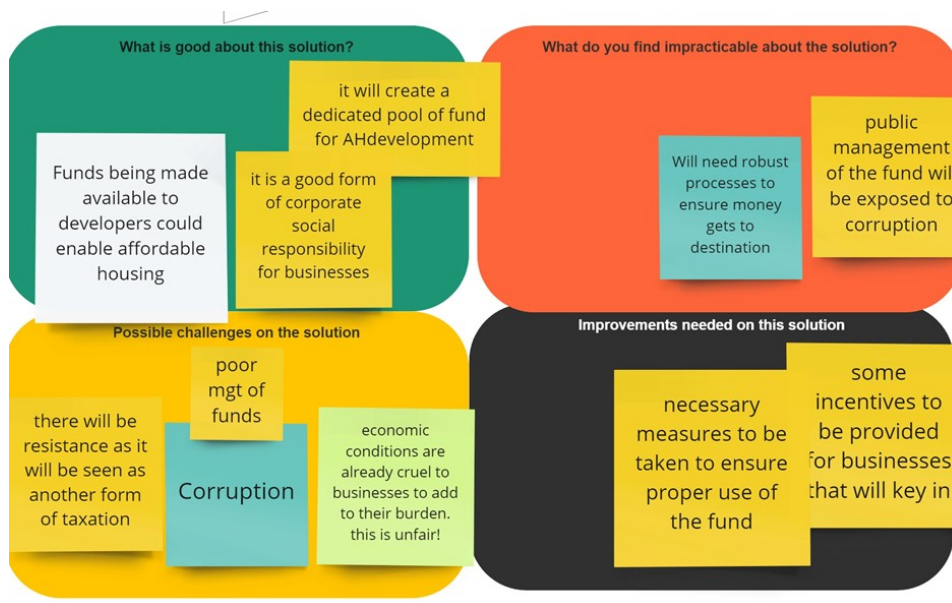 What is good about this solution?
it will create a
dedicated pool of fund
for AHdevelopment
Funds being made
available to
developers could
enable affordable
housing
it is a good form
of corporate
social
responsibility
for businesses
What do you find impracticable about the solution?
Will need robust
processes to
ensure money
gets to
destination
public
management
of the fund will
be exposed to
corruption
Possible challenges on the solution
there will be
resistance as it
will be seen as
another form
of taxation
poor
mgt of
funds
Corruption
economic
conditions are
already cruel to
businesses to add
to their burden.
this is unfair!
Improvements needed on this solution
necessary
measures to be
taken to ensure
proper use of
the fund
some
incentives to
be provided
for businesses
that will key in